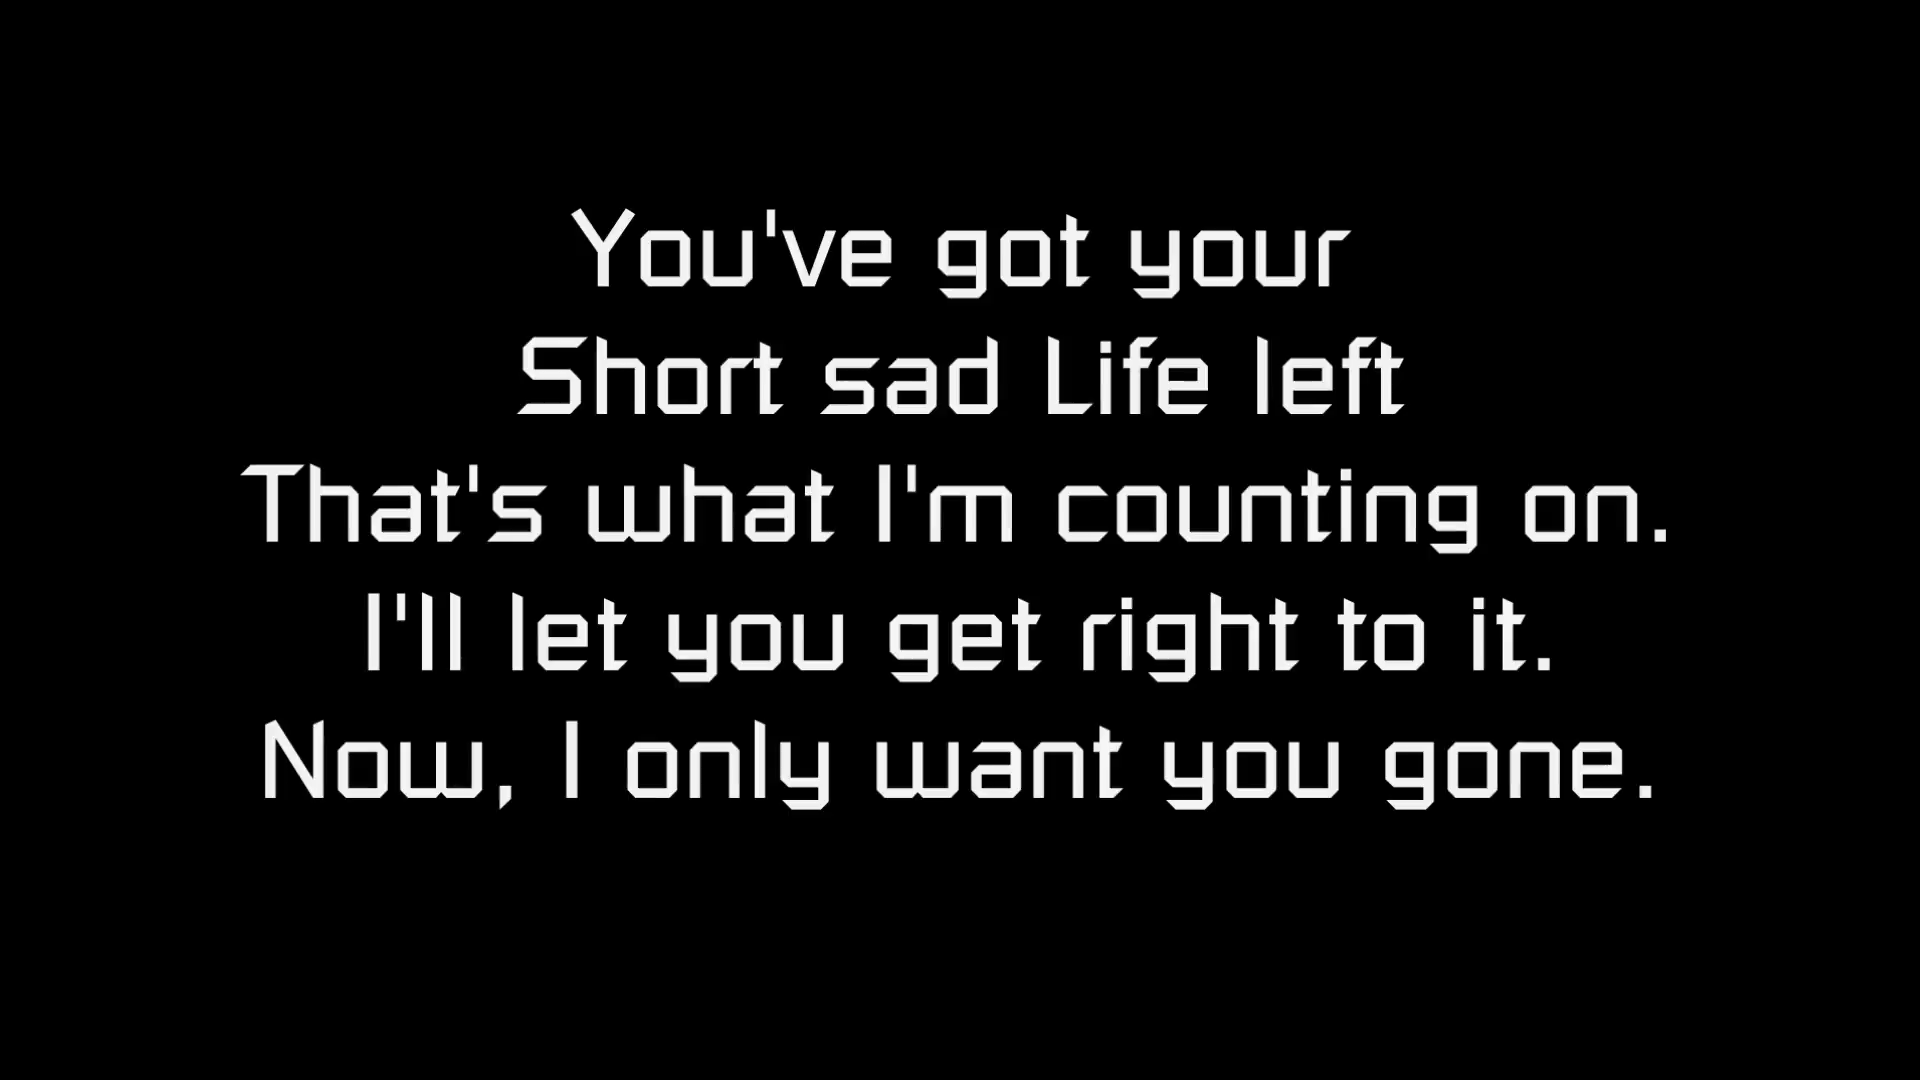 You've got your
Short sad Life left
That's what I'm counting on.
I'll let you get right to it.
Now, I only want you gone.